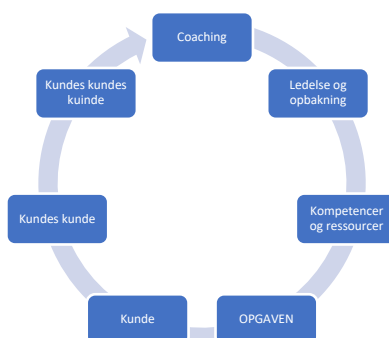 Coaching
Ledelse og
opbakning
Kompetencer
og ressourcer
OPGAVEN
Kunde
Kundes kunde
Kundes kundes
kuinde